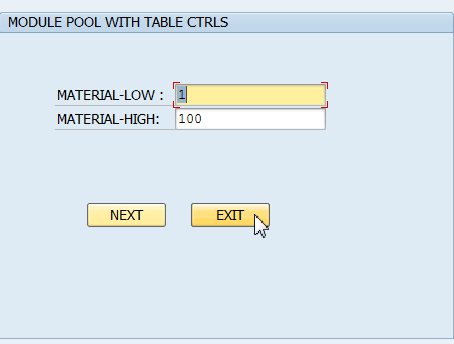 MODULE POOL WITH TABLE CTRLS
MATERIAL-LOW : 1
MATERIAL-HIGH: 100
NEXT EXIT